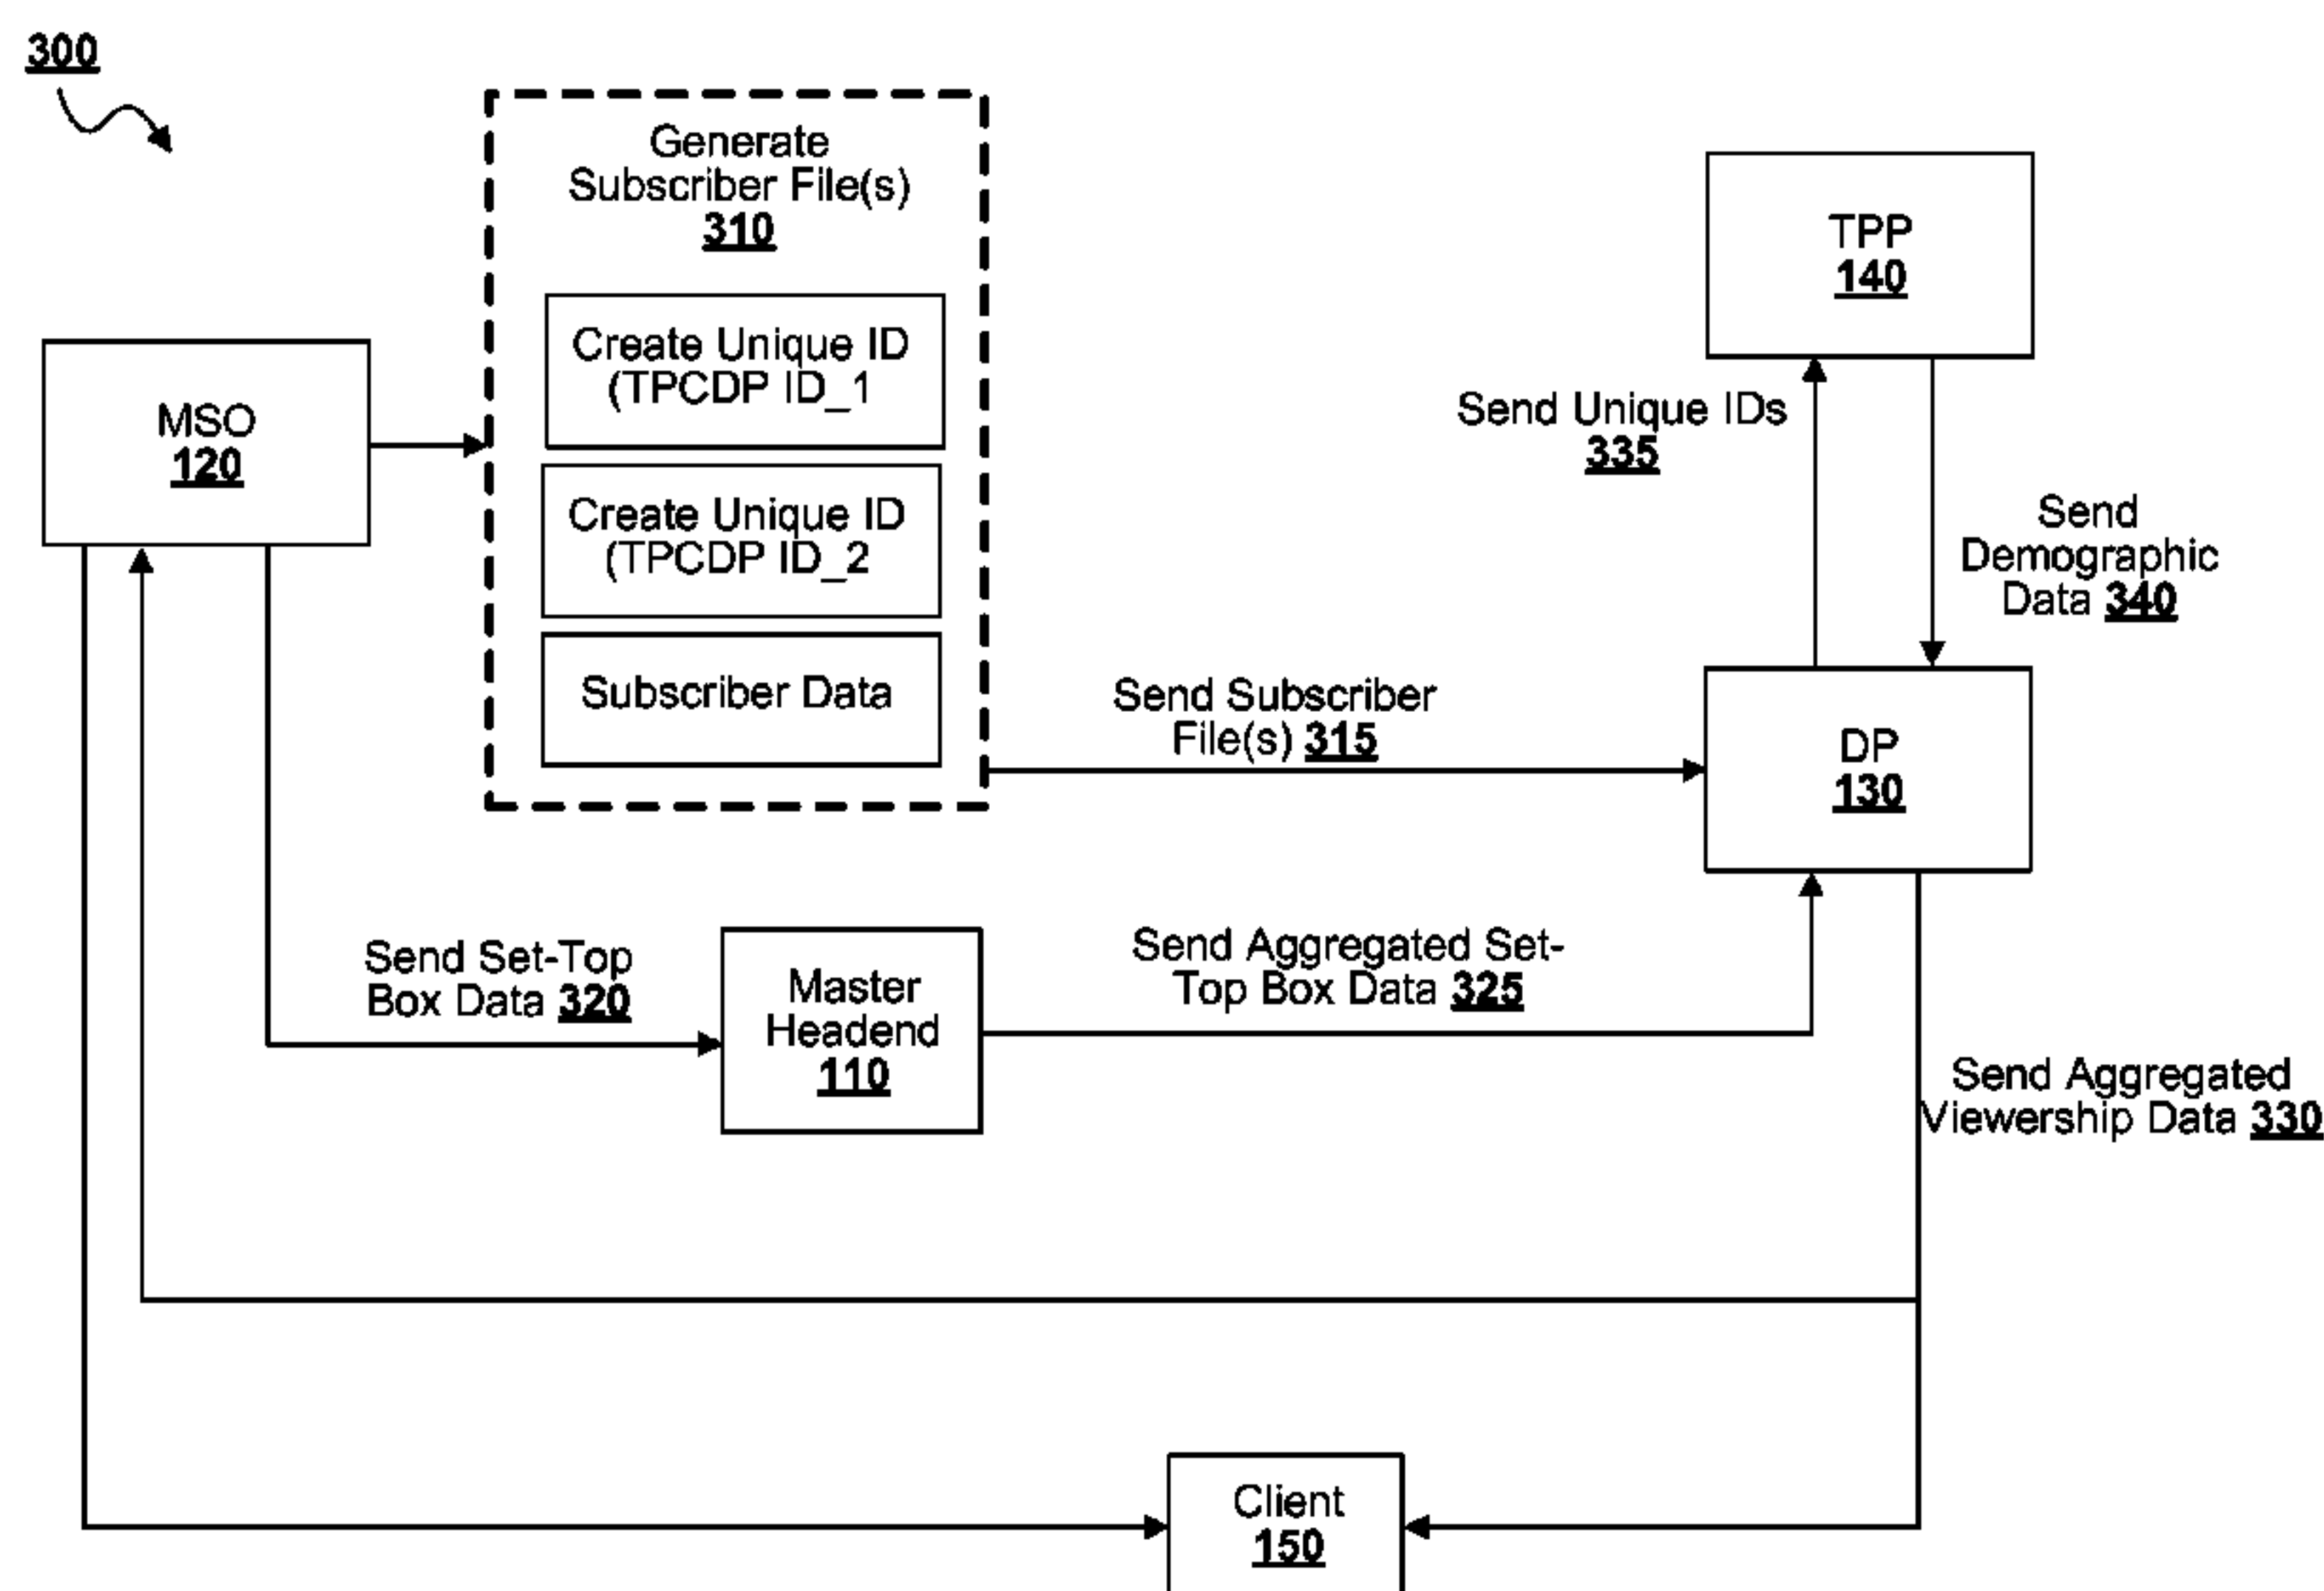 300
Generate
Subscriber File(s)
310
Create Unique ID
(TPCDP ID_1
Create Unique ID
(TPCDP ID_2
Subscriber Data
MSO
120
TPP
140
Send Unique IDs
335
Send
Demographic
Data 340
Send Subscriber
File(s) 315
DP
130
Send Set-Top
Box Data 320
Master
Headend
110
Send Aggregated Set-
Top Box Data 325
Send Aggregated
Viewership Data 330
Client
150